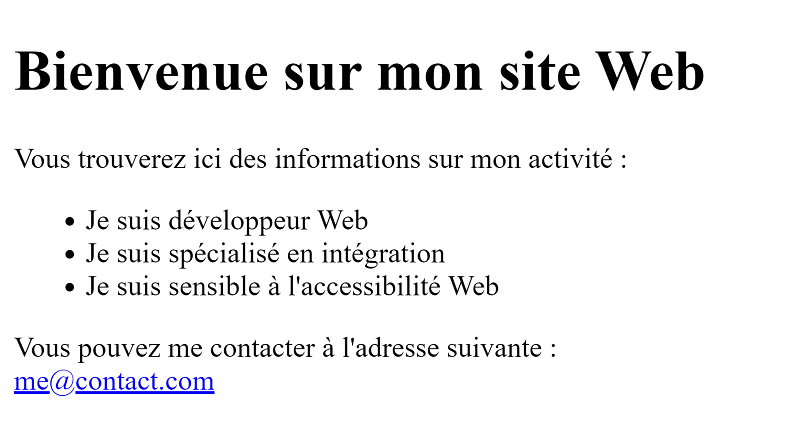 Bienvenue sur mon site Web
Vous trouverez ici des informations sur mon activité :
• Je suis développeur Web
• Je suis spécialisé en intégration
• Je suis sensible à l'accessibilité Web
Vous pouvez me contacter à l'adresse suivante :
me@contact.com